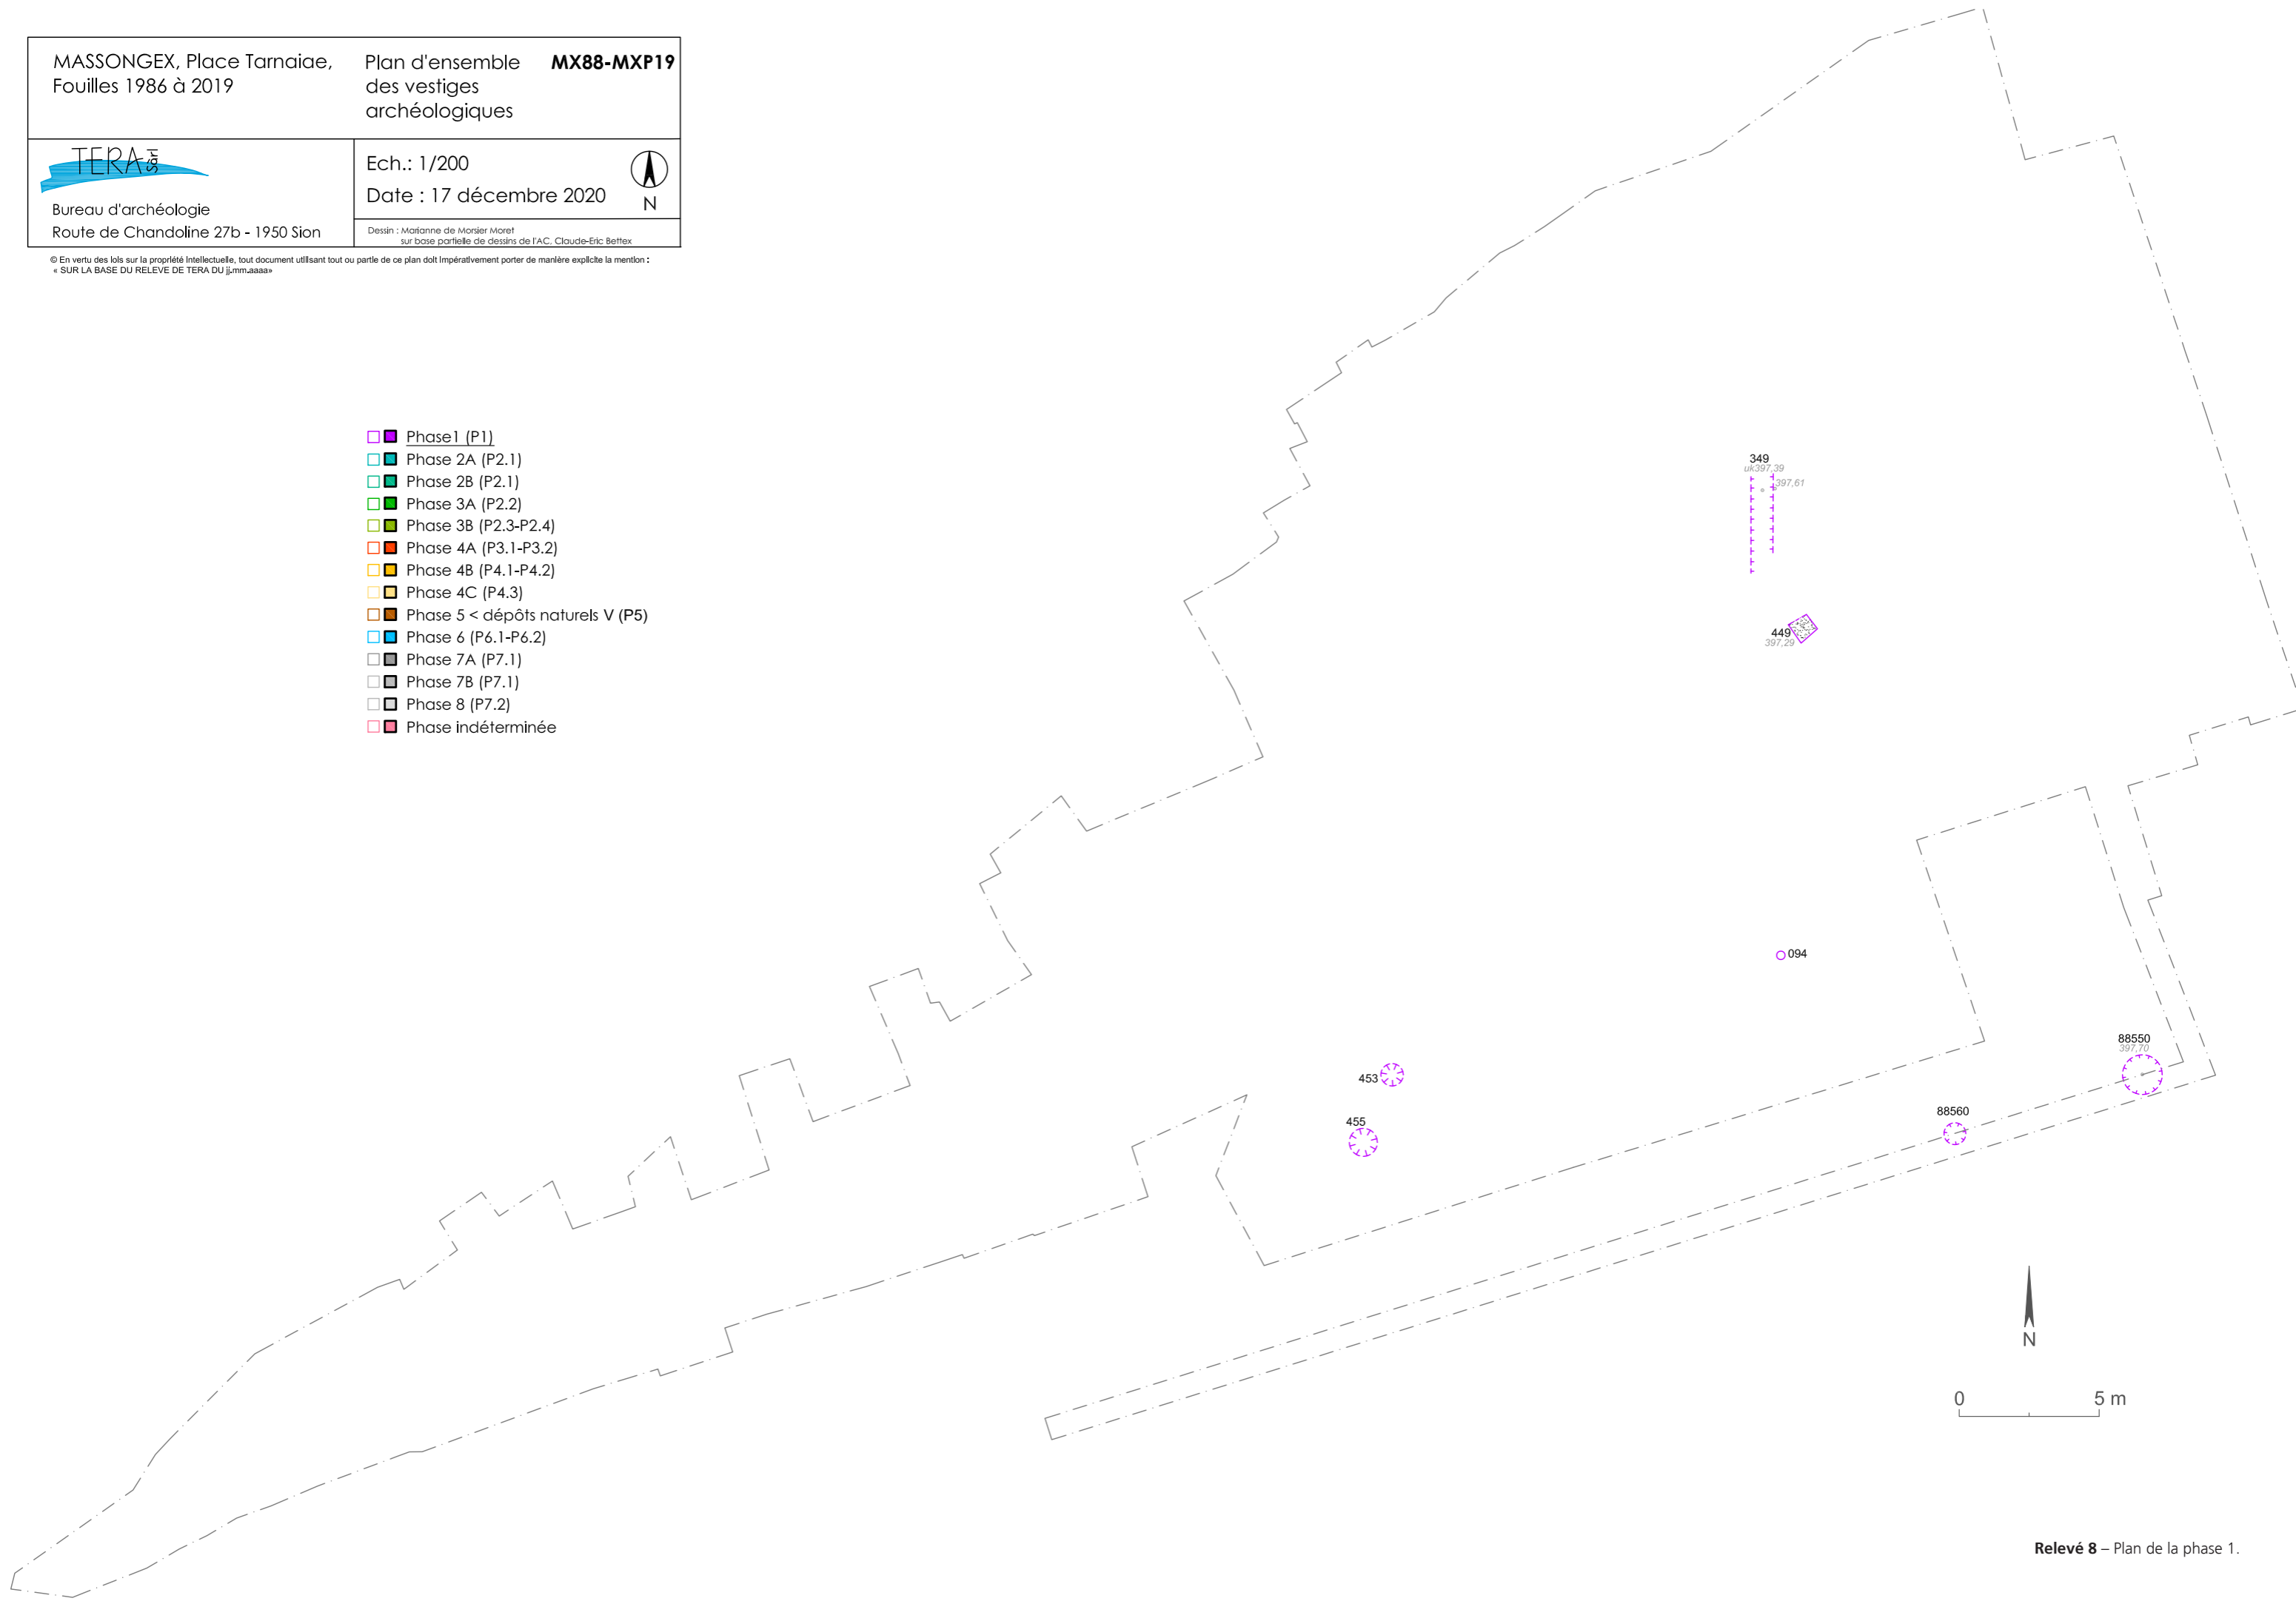 MASSONGEX, Place Tarnaiae,
Fouilles 1986 à 2019
Plan d'ensemble
des vestiges
archéologiques
MX88-MXP19
TERA Sàrl
Bureau d'archéologie
Route de Chandoline 27b - 1950 Sion
Ech.: 1/200
Date : 17 décembre 2020
N
Dessin : Marianne de Morsier Moret
sur base partielle de dessins de l'AC. Claude-Eric Bettex
© En vertu des lois sur la propriété intellectuelle, tout document utilisant tout ou partie de ce plan doit impérativement porter de manière explicite la mention :
« SUR LA BASE DU RELEVE DE TERA DU jj.mm.aaaa»
Phase1 (P1)
Phase 2A (P2.1)
Phase 2B (P2.1)
Phase 3A (P2.2)
Phase 3B (P2.3-P2.4)
Phase 4A (P3.1-P3.2)
Phase 4B (P4.1-P4.2)
Phase 4C (P4.3)
Phase 5 < dépôts naturels V (P5)
Phase 6 (P6.1-P6.2)
Phase 7A (P7.1)
Phase 7B (P7.1)
Phase 8 (P7.2)
Phase indéterminée
349
uk397,39
397,61
449
397,29
094
88550
397,70
453
88560
455
N
0 5 m
Relevé 8 – Plan de la phase 1.